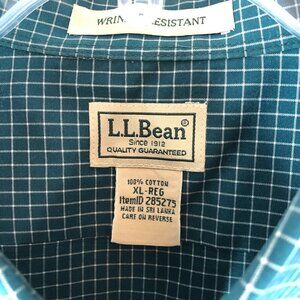 WRIN RESISTANT
L.L.Bean®
Since 1912
QUALITY GUARANTEED
100% COTTON
XL-REG
ItemID 285275
MADE IN SRI LANKA
CARE ON REVERSE